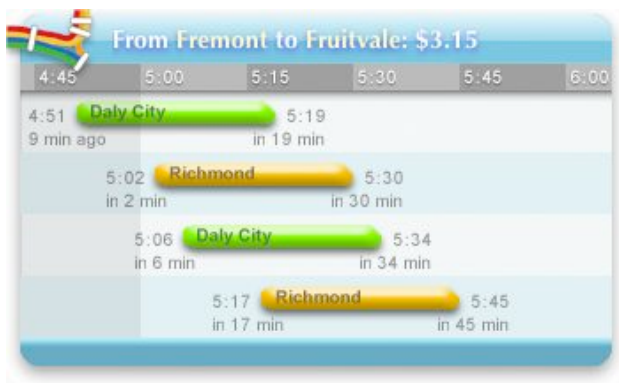 From Fremont to Fruitvale: $3.15
4:45 5:00 5:15 5:30 5:45 6:00
4:51 Daly City 5:19
9 min ago in 19 min
5:02 Richmond 5:30
in 2 min in 30 min
5:06 Daly City 5:34
in 6 min in 34 min
5:17 Richmond 5:45
in 17 min in 45 min